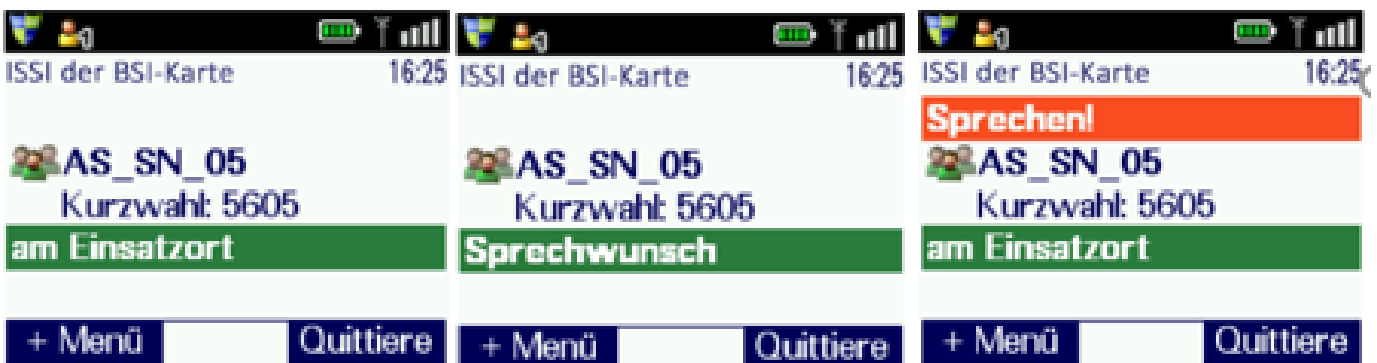 ISSI der BSI-Karte 16:25
AS_SN_05
Kurzwahl: 5605
am Einsatzort
+ Menü Quittiere
ISSI der BSI-Karte 16:25
AS_SN_05
Kurzwahl: 5605
Sprechwunsch
+ Menü Quittiere
ISSI der BSI-Karte 16:25
Sprechen!
AS_SN_05
Kurzwahl: 5605
am Einsatzort
+ Menü Quittiere